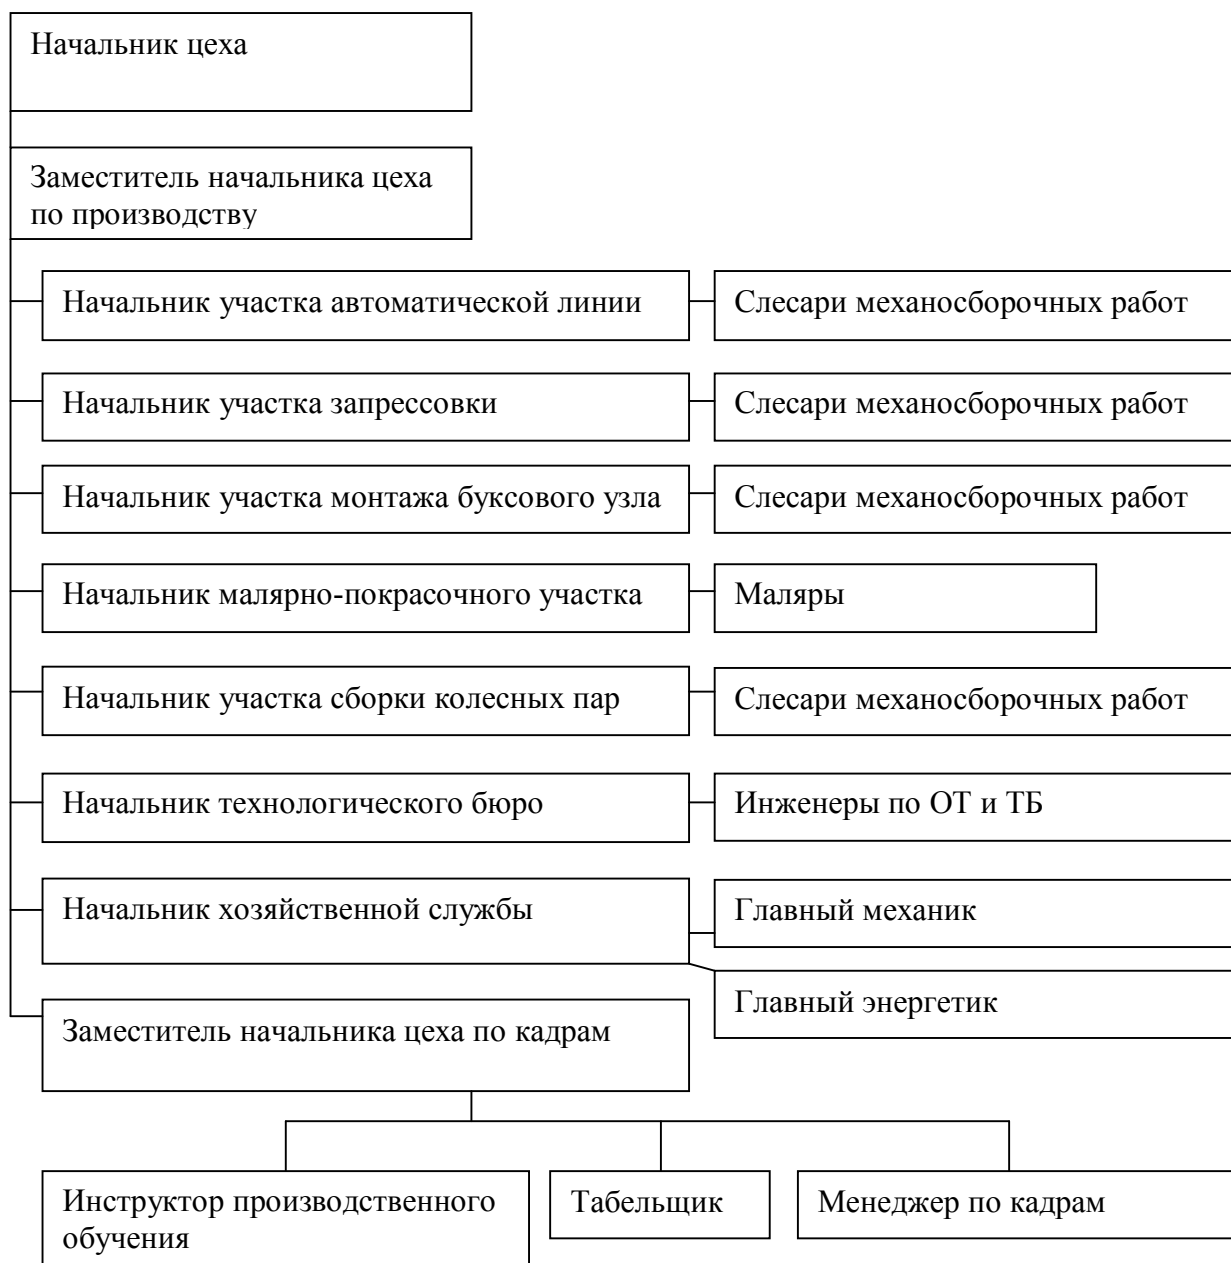 Начальник цеха
Заместитель начальника цеха
по производству
Начальник участка автоматической линии
Слесари механосборочных работ
Начальник участка запрессовки
Слесари механосборочных работ
Начальник участка монтажа буксового узла
Слесари механосборочных работ
Начальник малярно-покрасочного участка
Маляры
Начальник участка сборки колесных пар
Слесари механосборочных работ
Начальник технологического бюро
Инженеры по ОТ и ТБ
Начальник хозяйственной службы
Главный механик
Главный энергетик
Заместитель начальника цеха по кадрам
Инструктор производственного
обучения
Табельщик
Менеджер по кадрам